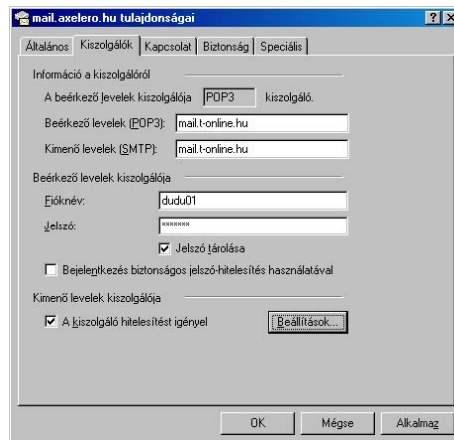 mail.axelero.hu tulajdonságai
Általános Kiszolgálók Kapcsolat Biztonság Speciális
Információ a kiszolgálóról
A beérkező levelek kiszolgálója POP3 kiszolgáló.
Beérkező levelek (POP3): mail.t-online.hu
Kimenő levelek (SMTP): mail.t-online.hu
Beérkező levelek kiszolgálója
Fióknév: dudu01
Jelszó: *******
Jelszó tárolása
Bejelentkezés biztonságos jelszó-hitelesítés használatával
Kimenő levelek kiszolgálója
A kiszolgáló hitelesítést igényel Beállítások...
OK Mégse Alkalmaz